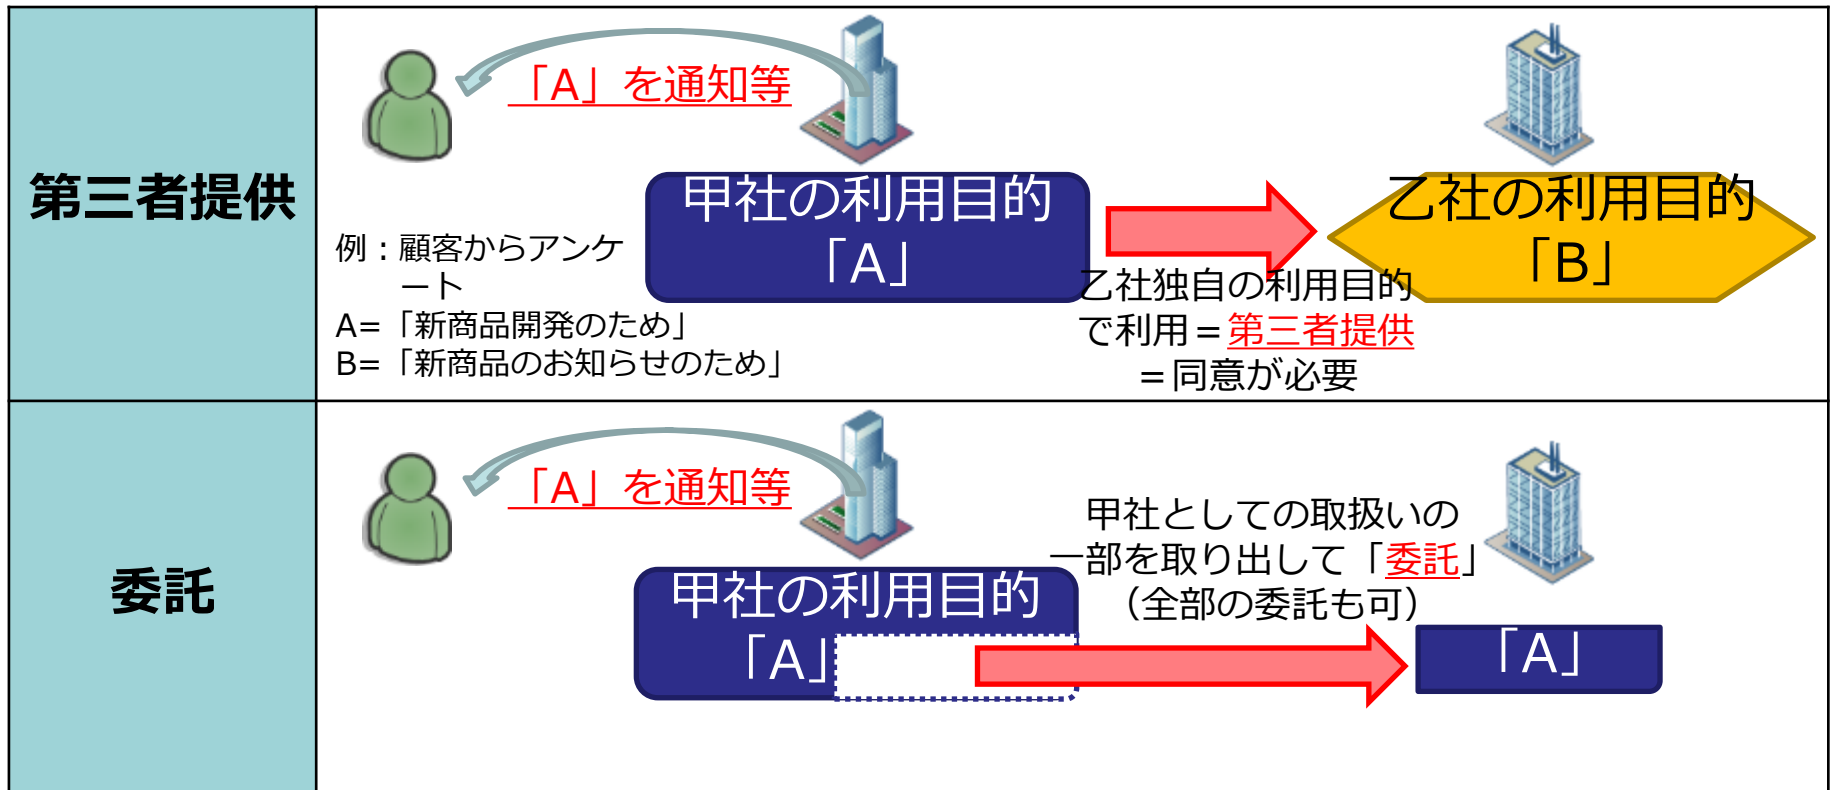 第三者提供
「A」を通知等
甲社の利用目的
「A」
乙社の利用目的
「B」
例：顧客からアンケ
ート
A=「新商品開発のため」
B=「新商品のお知らせのため」
乙社独自の利用目的
で利用＝第三者提供
＝同意が必要
委託
「A」を通知等
甲社の利用目的
「A」
甲社としての取扱いの
一部を取り出して「委託」
（全部の委託も可）
「A」